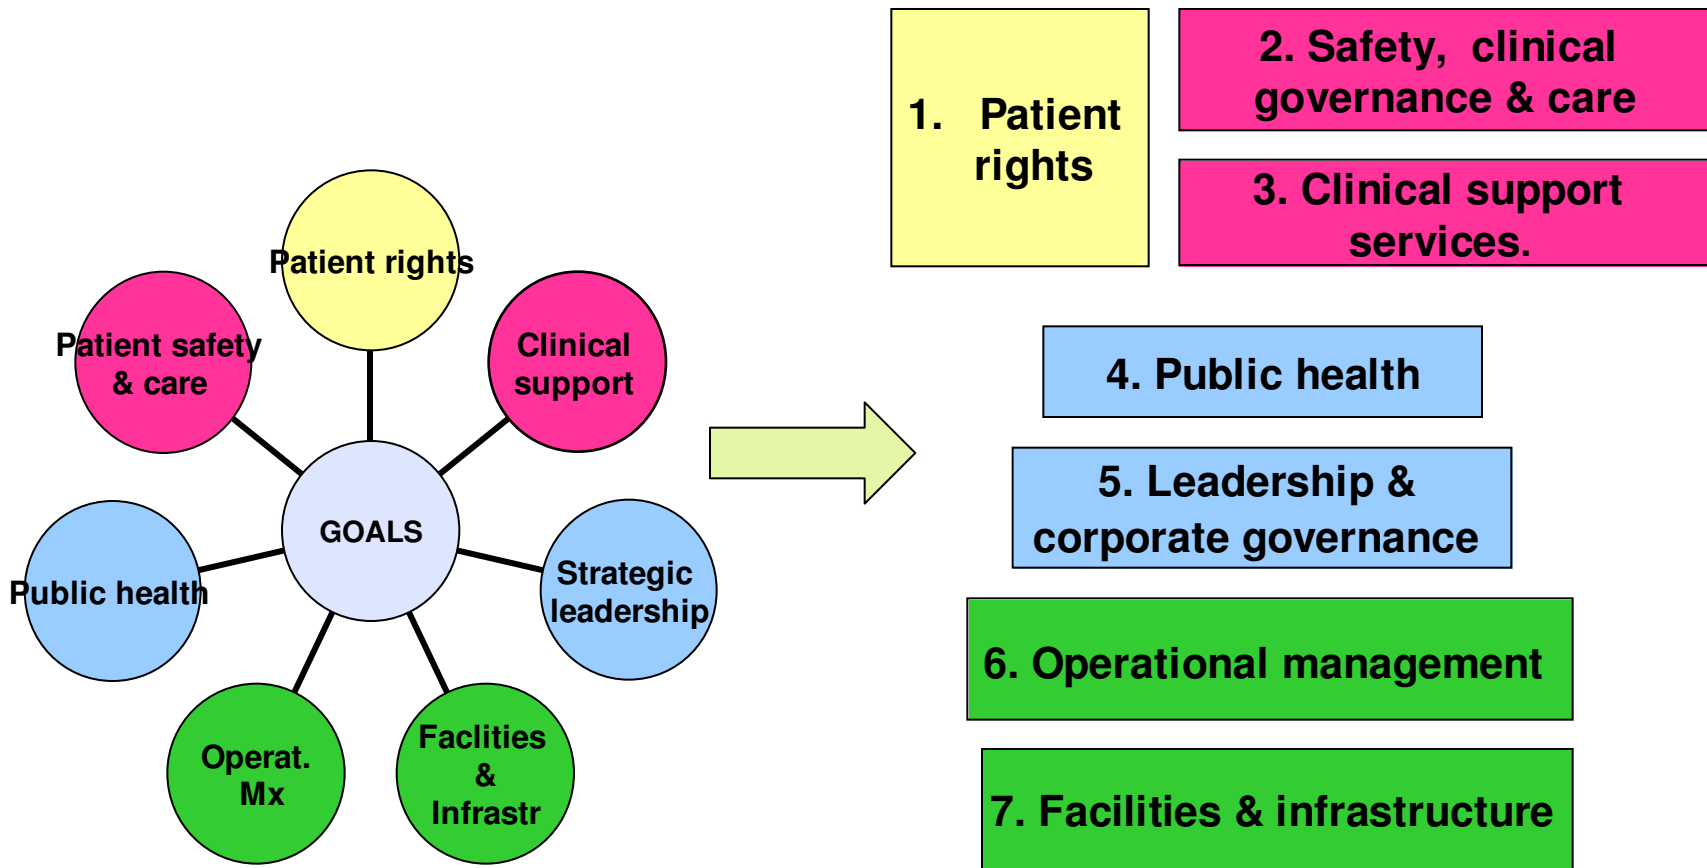 Patient rights
Patient safety
& care
Clinical
support
GOALS
Public health
Strategic
leadership
Operat.
Mx
Faclities
&
Infrastr
1. Patient
rights
2. Safety, clinical
governance & care
3. Clinical support
services.
4. Public health
5. Leadership &
corporate governance
6. Operational management
7. Facilities & infrastructure